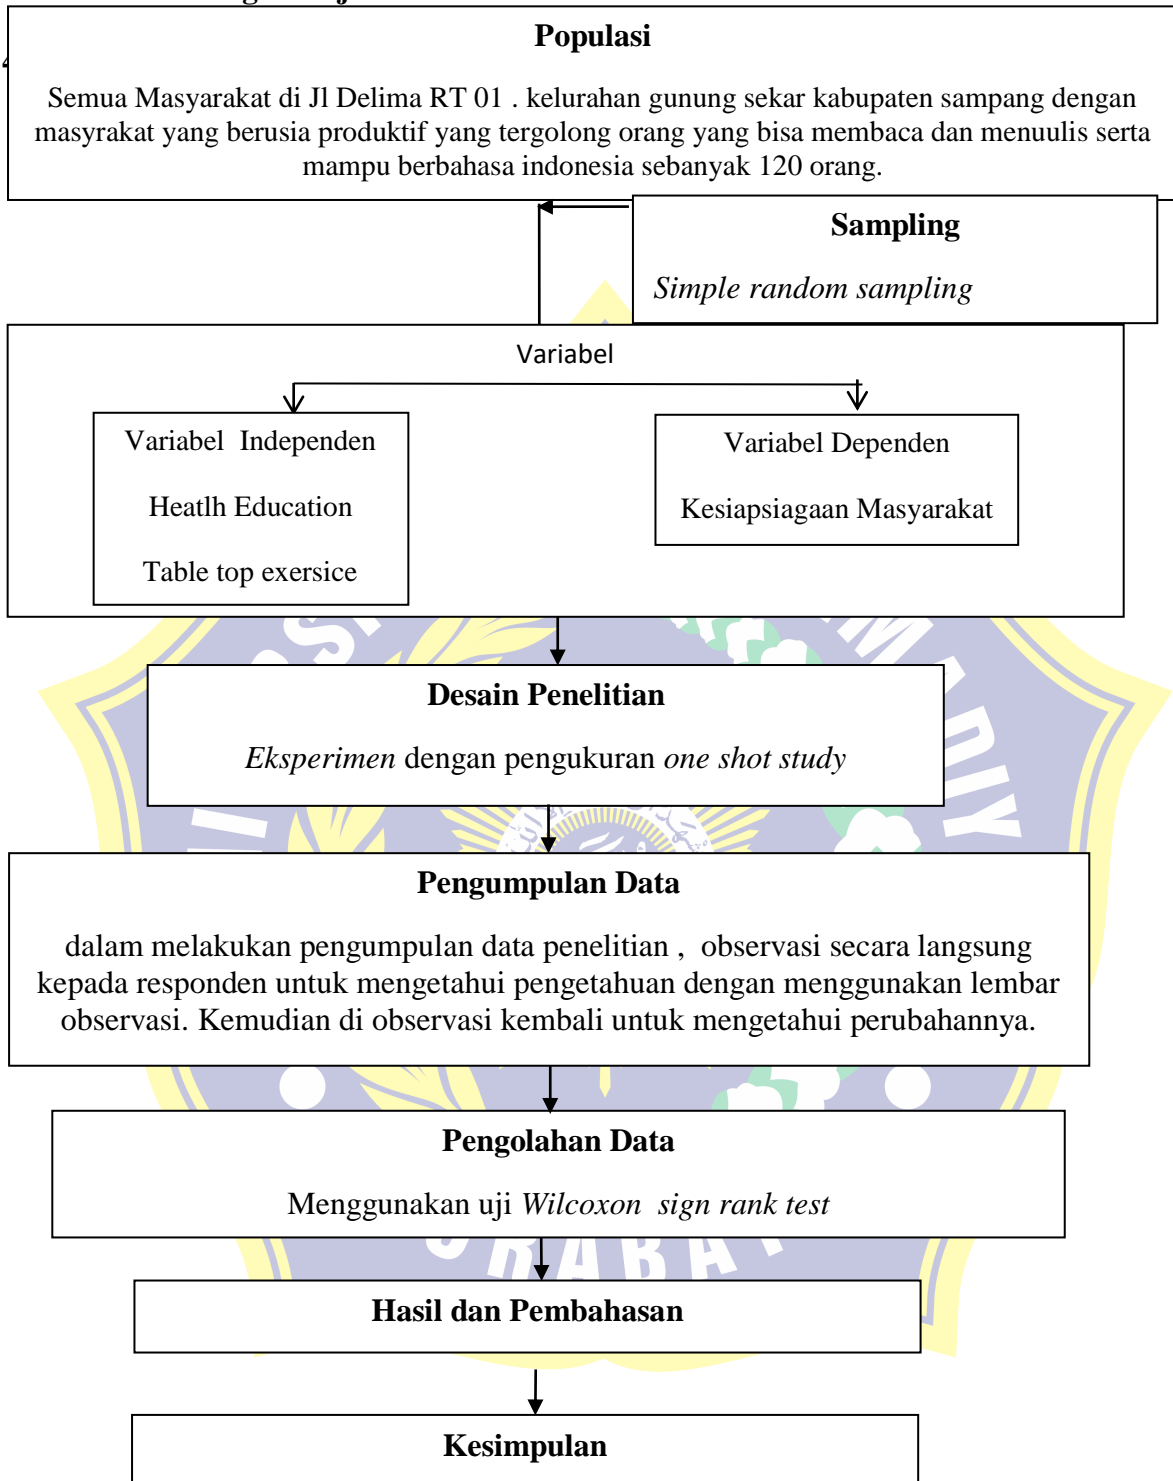 Populasi
Semua Masyarakat di Jl Delima RT 01 . kelurahan gunung sekar kabupaten sampang dengan
masyrakat yang berusia produktif yang tergolong orang yang bisa membaca dan menuulis serta
mampu berbahasa indonesia sebanyak 120 orang.
Sampling
Simple random sampling
Variabel
Variabel Independen
Heatlh Education
Table top exersice
Variabel Dependen
Kesiapsiagaan Masyarakat
Desain Penelitian
Eksperimen dengan pengukuran one shot study
Pengumpulan Data
dalam melakukan pengumpulan data penelitian , observasi secara langsung
kepada responden untuk mengetahui pengetahuan dengan menggunakan lembar
observasi. Kemudian di observasi kembali untuk mengetahui perubahannya.
Pengolahan Data
Menggunakan uji Wilcoxon sign rank test
Hasil dan Pembahasan
Kesimpulan